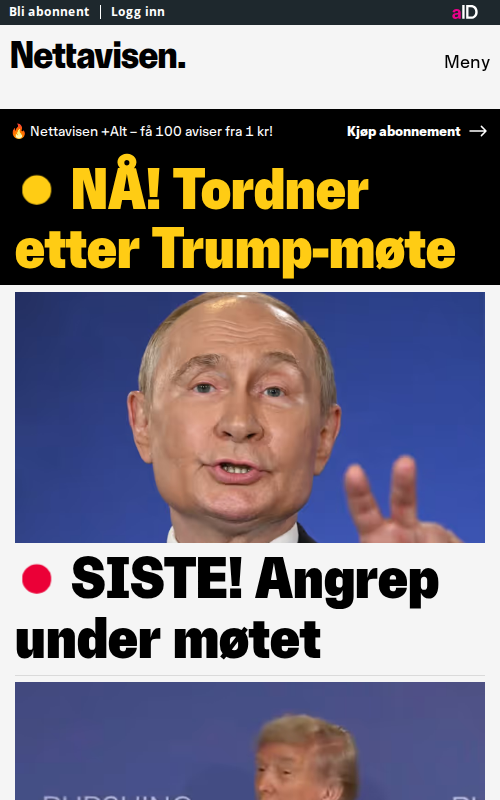 Bli abonnent | Logg inn
aID
Nettavisen.
Meny
🔥 Nettavisen +Alt – få 100 aviser fra 1 kr!
Kjøp abonnement →
NÅ! Tordner
etter Trump-møte
SISTE! Angrep
under møtet